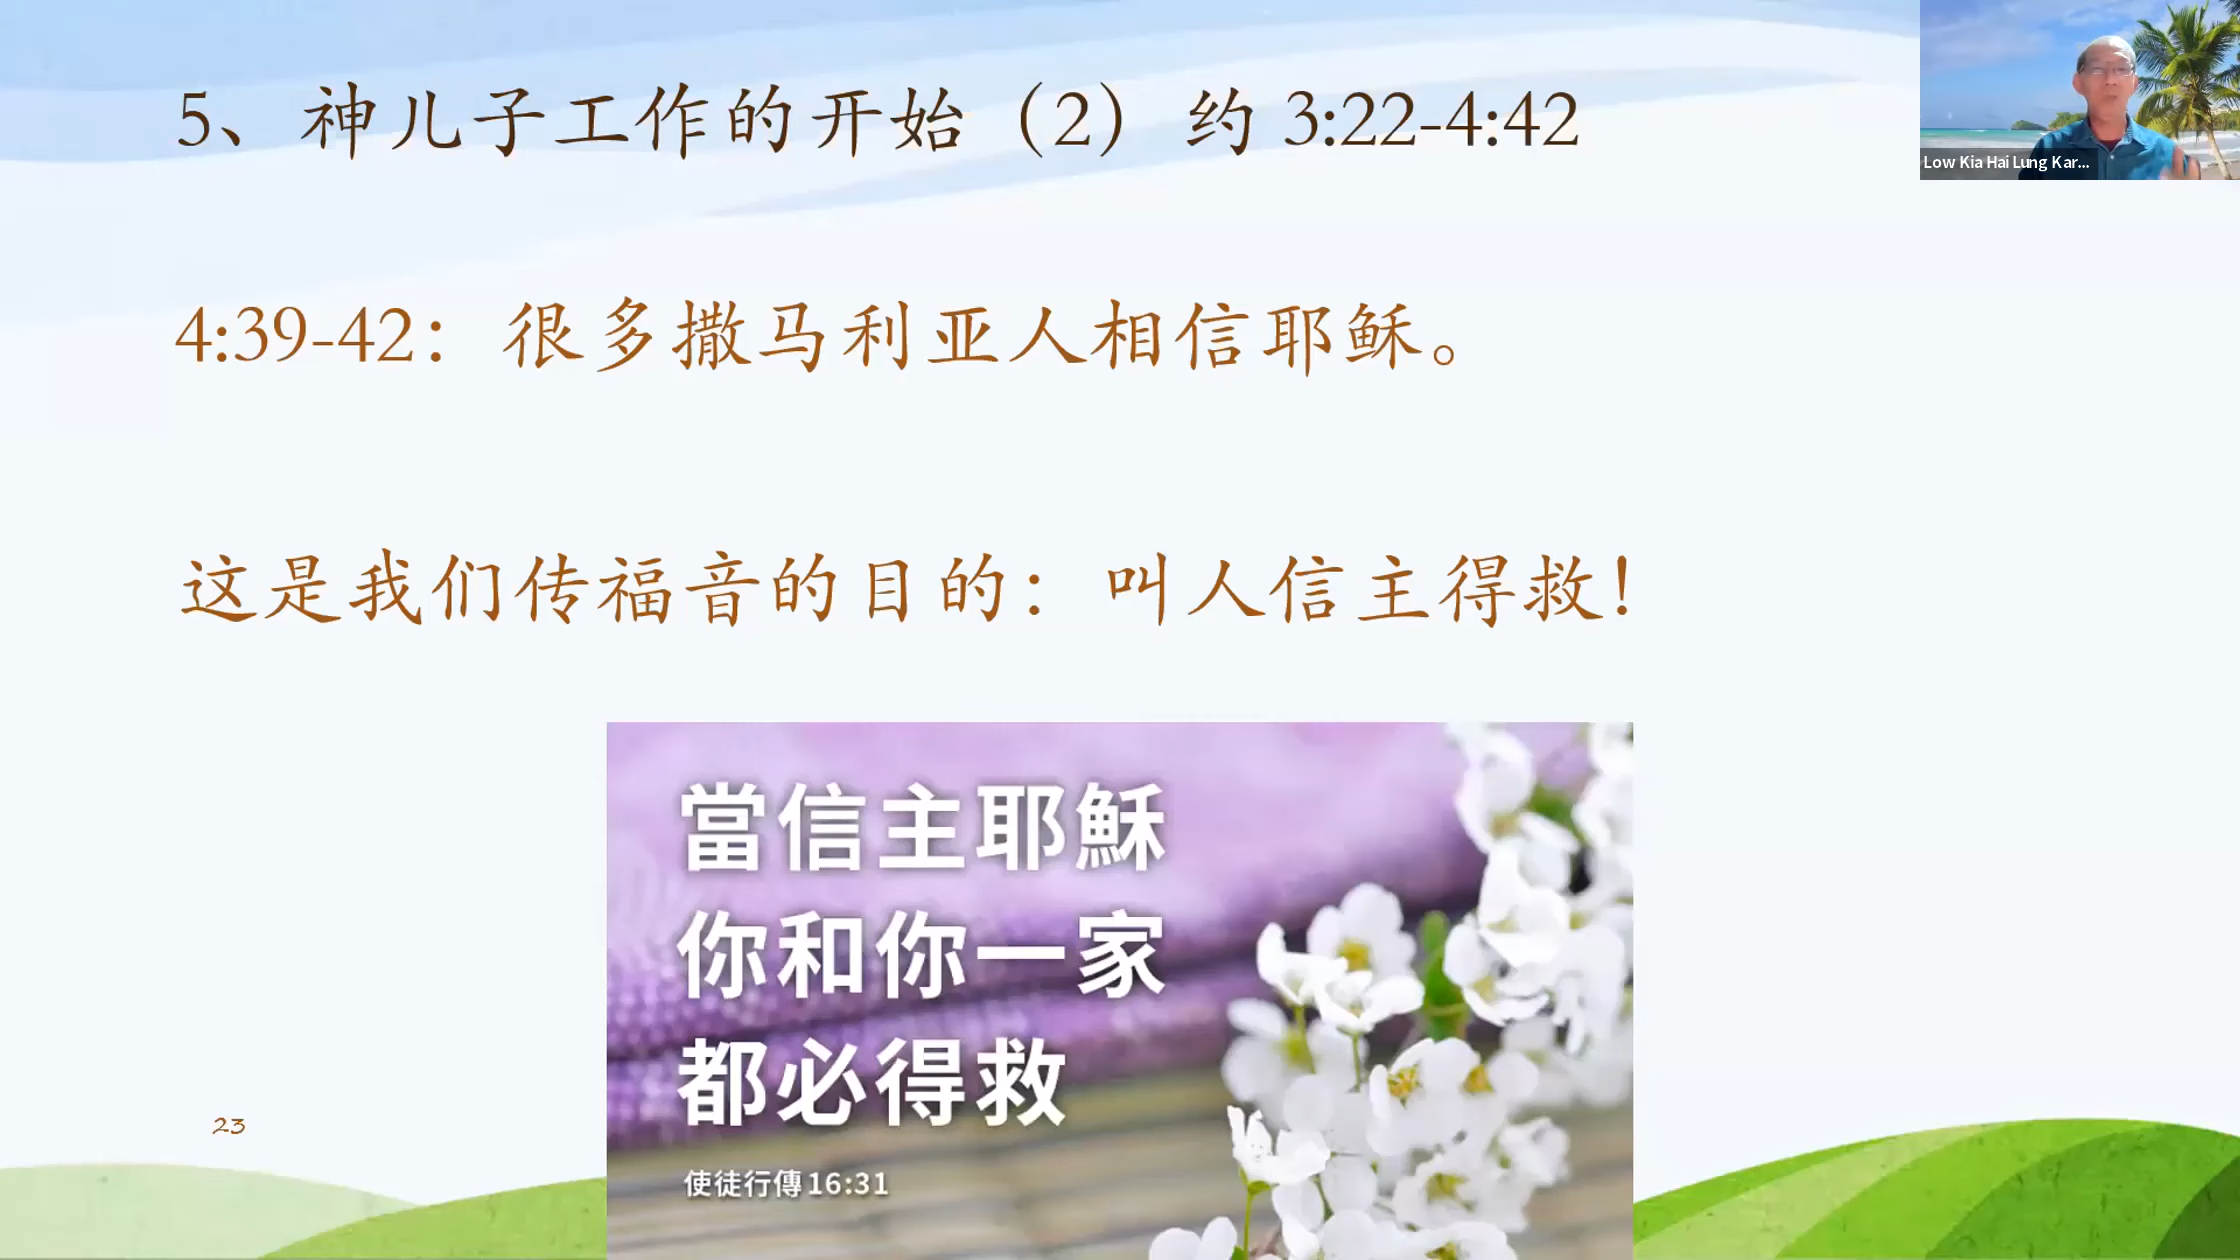 5、神儿子工作的开始（2）约 3:22-4:42
Low Kia Hai Lung Kar...
4:39-42：很多撒马利亚人相信耶稣。
这是我们传福音的目的：叫人信主得救！
當信主耶穌
你和你一家
都必得救
使徒行傳16:31
23